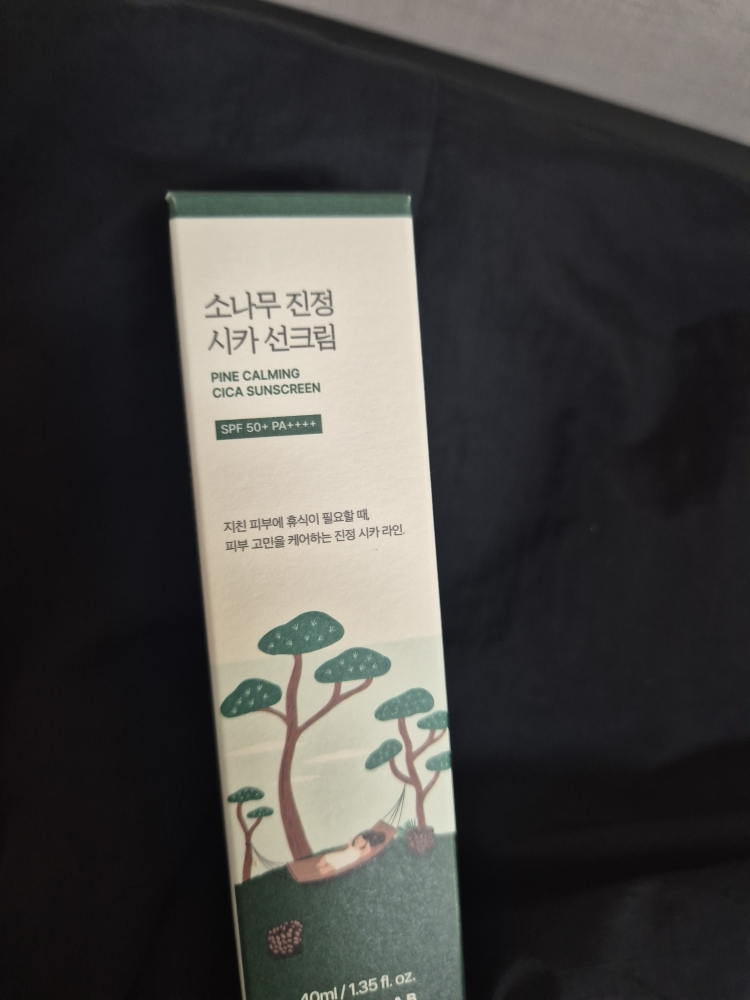 소나무 진정
시카 선크림
PINE CALMING
CICA SUNSCREEN
SPF 50+ PA++++
지친 피부에 휴식이 필요할 때,
피부 고민을 케어하는 진정 시카 라인.
40ml / 1.35 fl. oz.